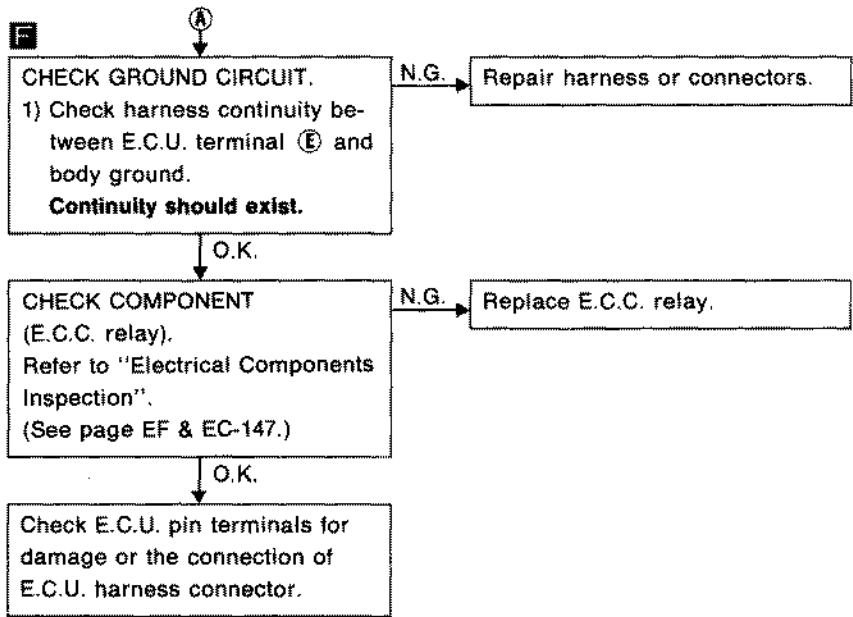 Ⓐ
F
CHECK GROUND CIRCUIT.
1) Check harness continuity be-
tween E.C.U. terminal Ⓔ and
body ground.
Continuity should exist.
N.G.
Repair harness or connectors.
O.K.
CHECK COMPONENT
(E.C.C. relay).
Refer to "Electrical Components
Inspection".
(See page EF & EC-147.)
N.G.
Replace E.C.C. relay.
O.K.
Check E.C.U. pin terminals for
damage or the connection of
E.C.U. harness connector.